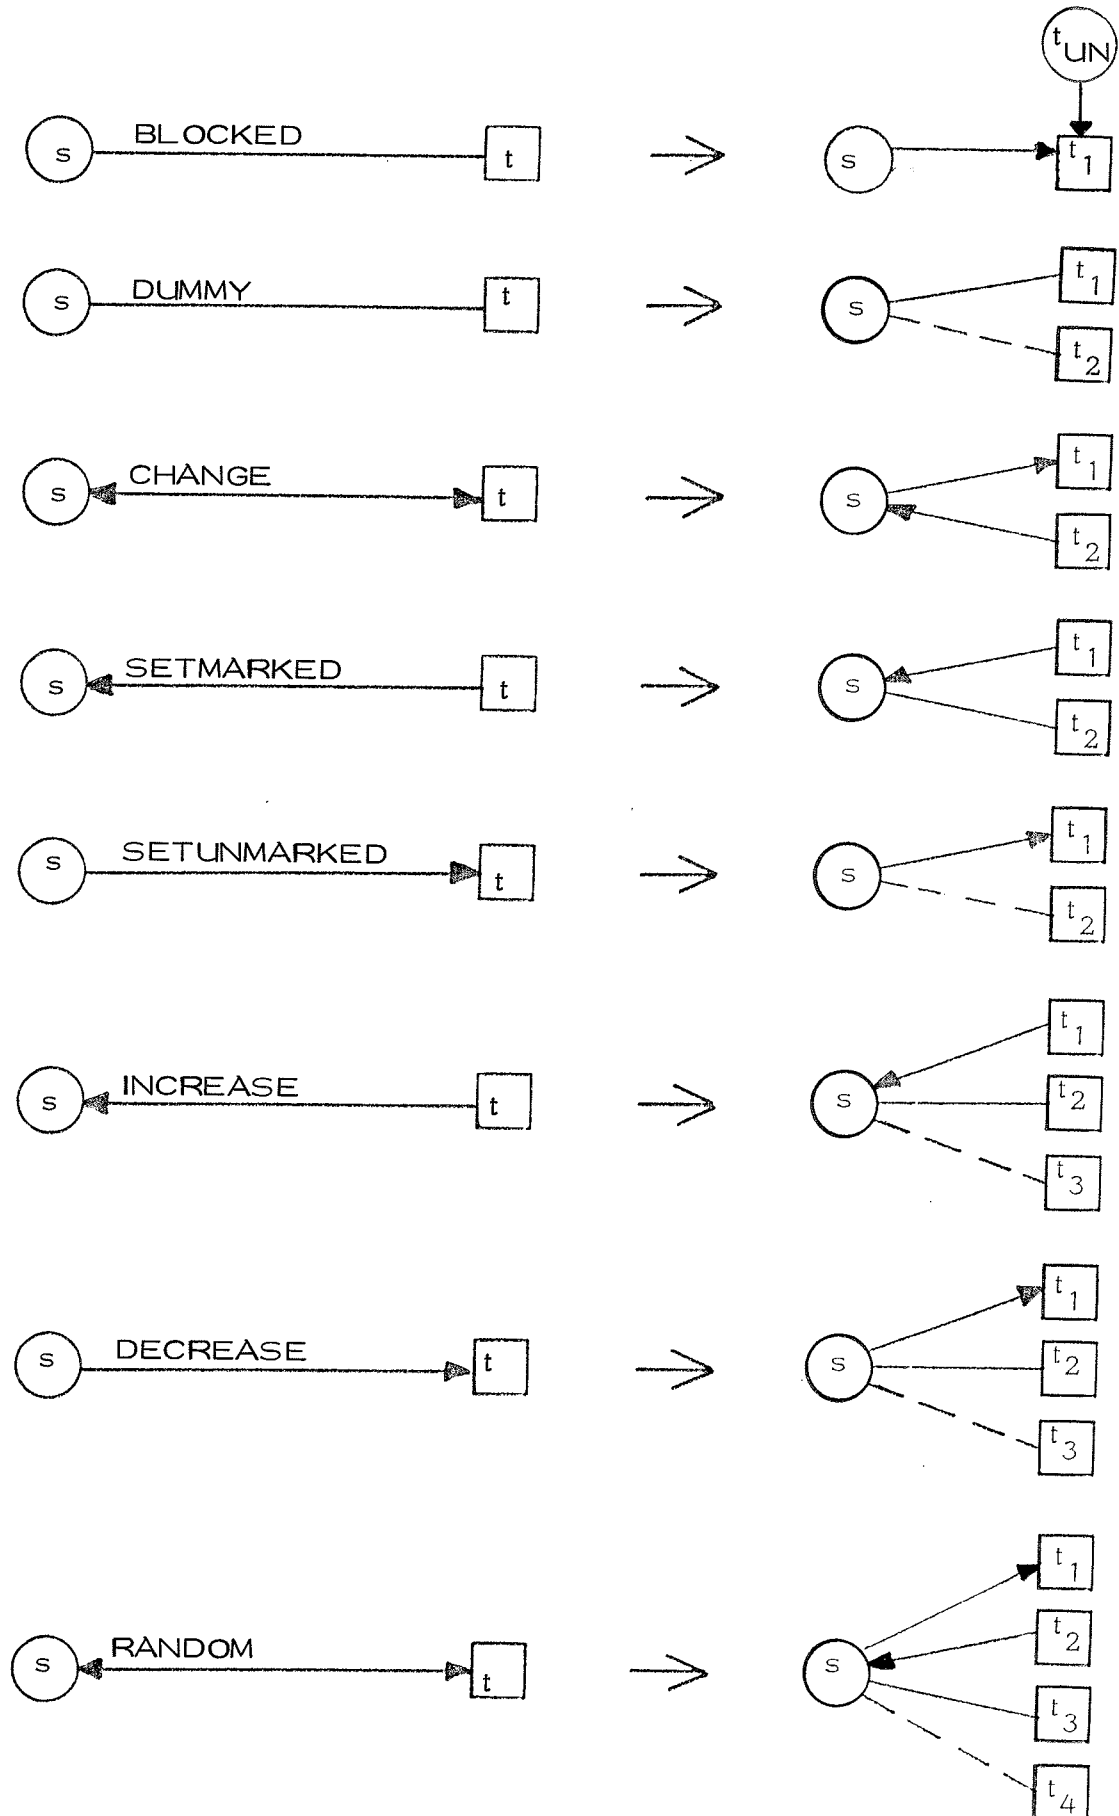 t UN
s BLOCKED t s t 1
s DUMMY t s t 1
t 2
s CHANGE t s t 1
t 2
s SETMARKED t s t 1
t 2
s SETUNMARKED t s t 1
t 2
t 1
s INCREASE t s t 2
t 3
t 1
s DECREASE t s t 2
t 3
t 1
s RANDOM t s t 2
t 3
t 4